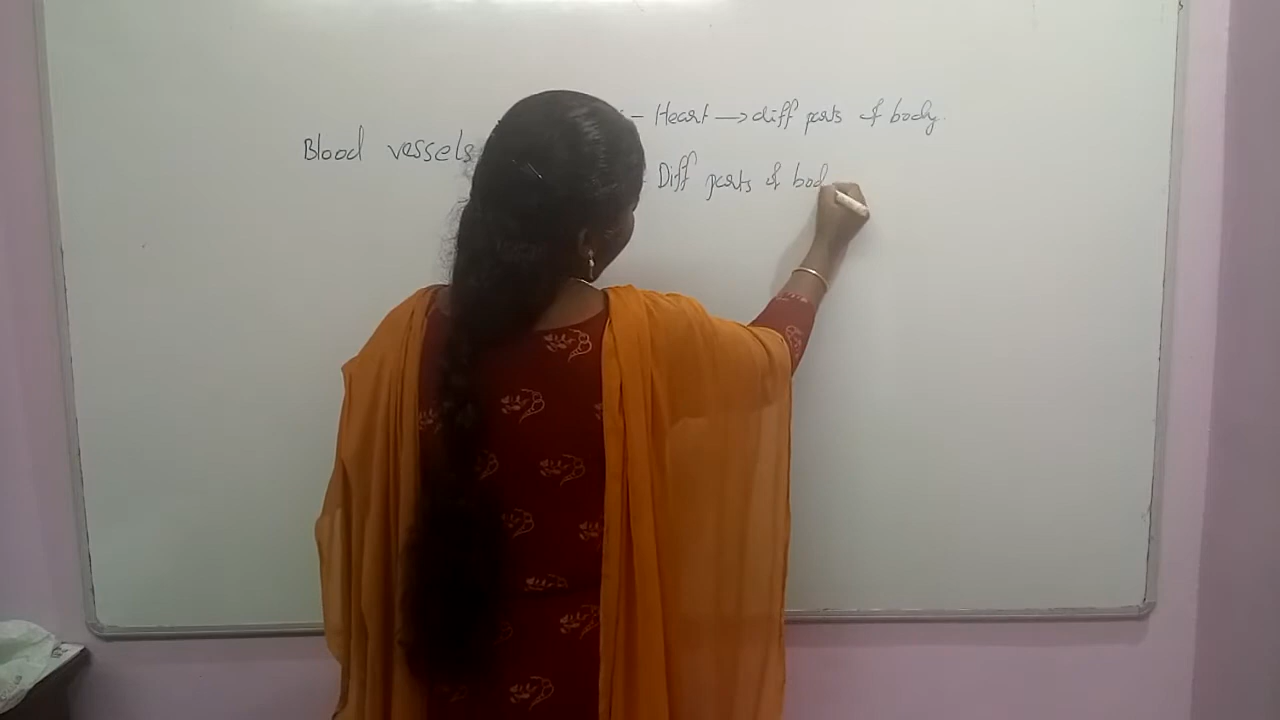 Blood vessels
- Heart → diff parts of body.
Diff parts of bod